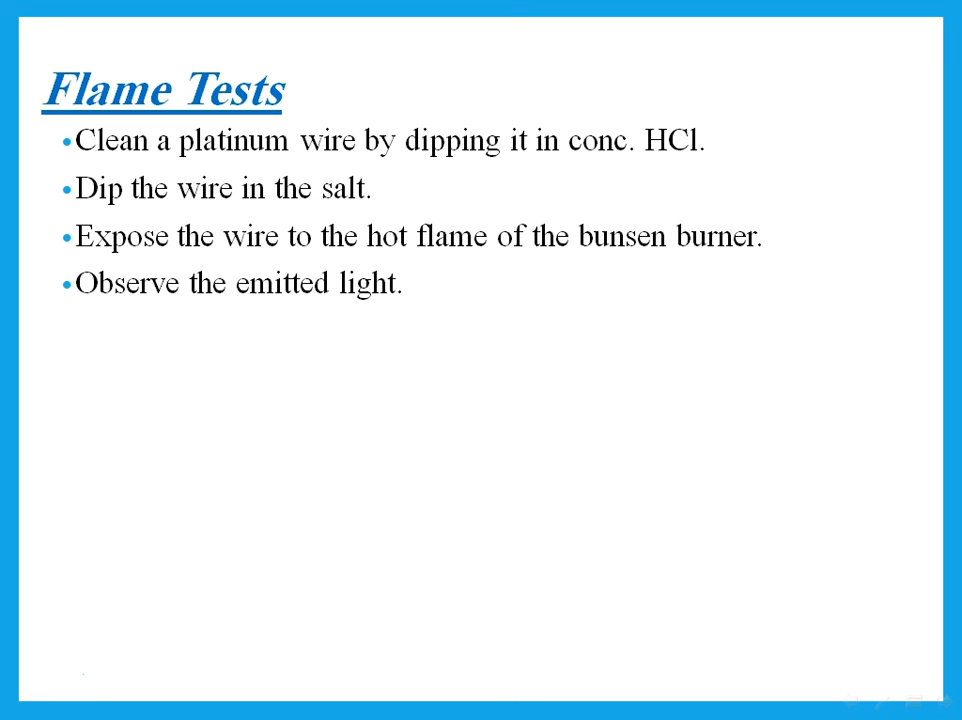 Flame Tests
•Clean a platinum wire by dipping it in conc. HCl.
•Dip the wire in the salt.
•Expose the wire to the hot flame of the bunsen burner.
•Observe the emitted light.